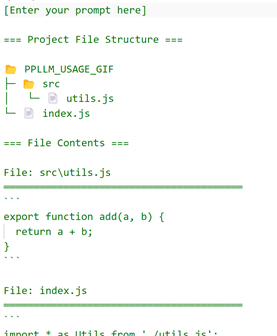 [Enter your prompt here]
=== Project File Structure ===
PPLLM_USAGE_GIF
├─ src
│  └─ utils.js
└─ index.js
=== File Contents ===
File: src\utils.js
════════════════════════════════════════
```
export function add(a, b) {
  return a + b;
}
```
File: index.js
════════════════════════════════════════
```
import * as Utils from './utils.js';